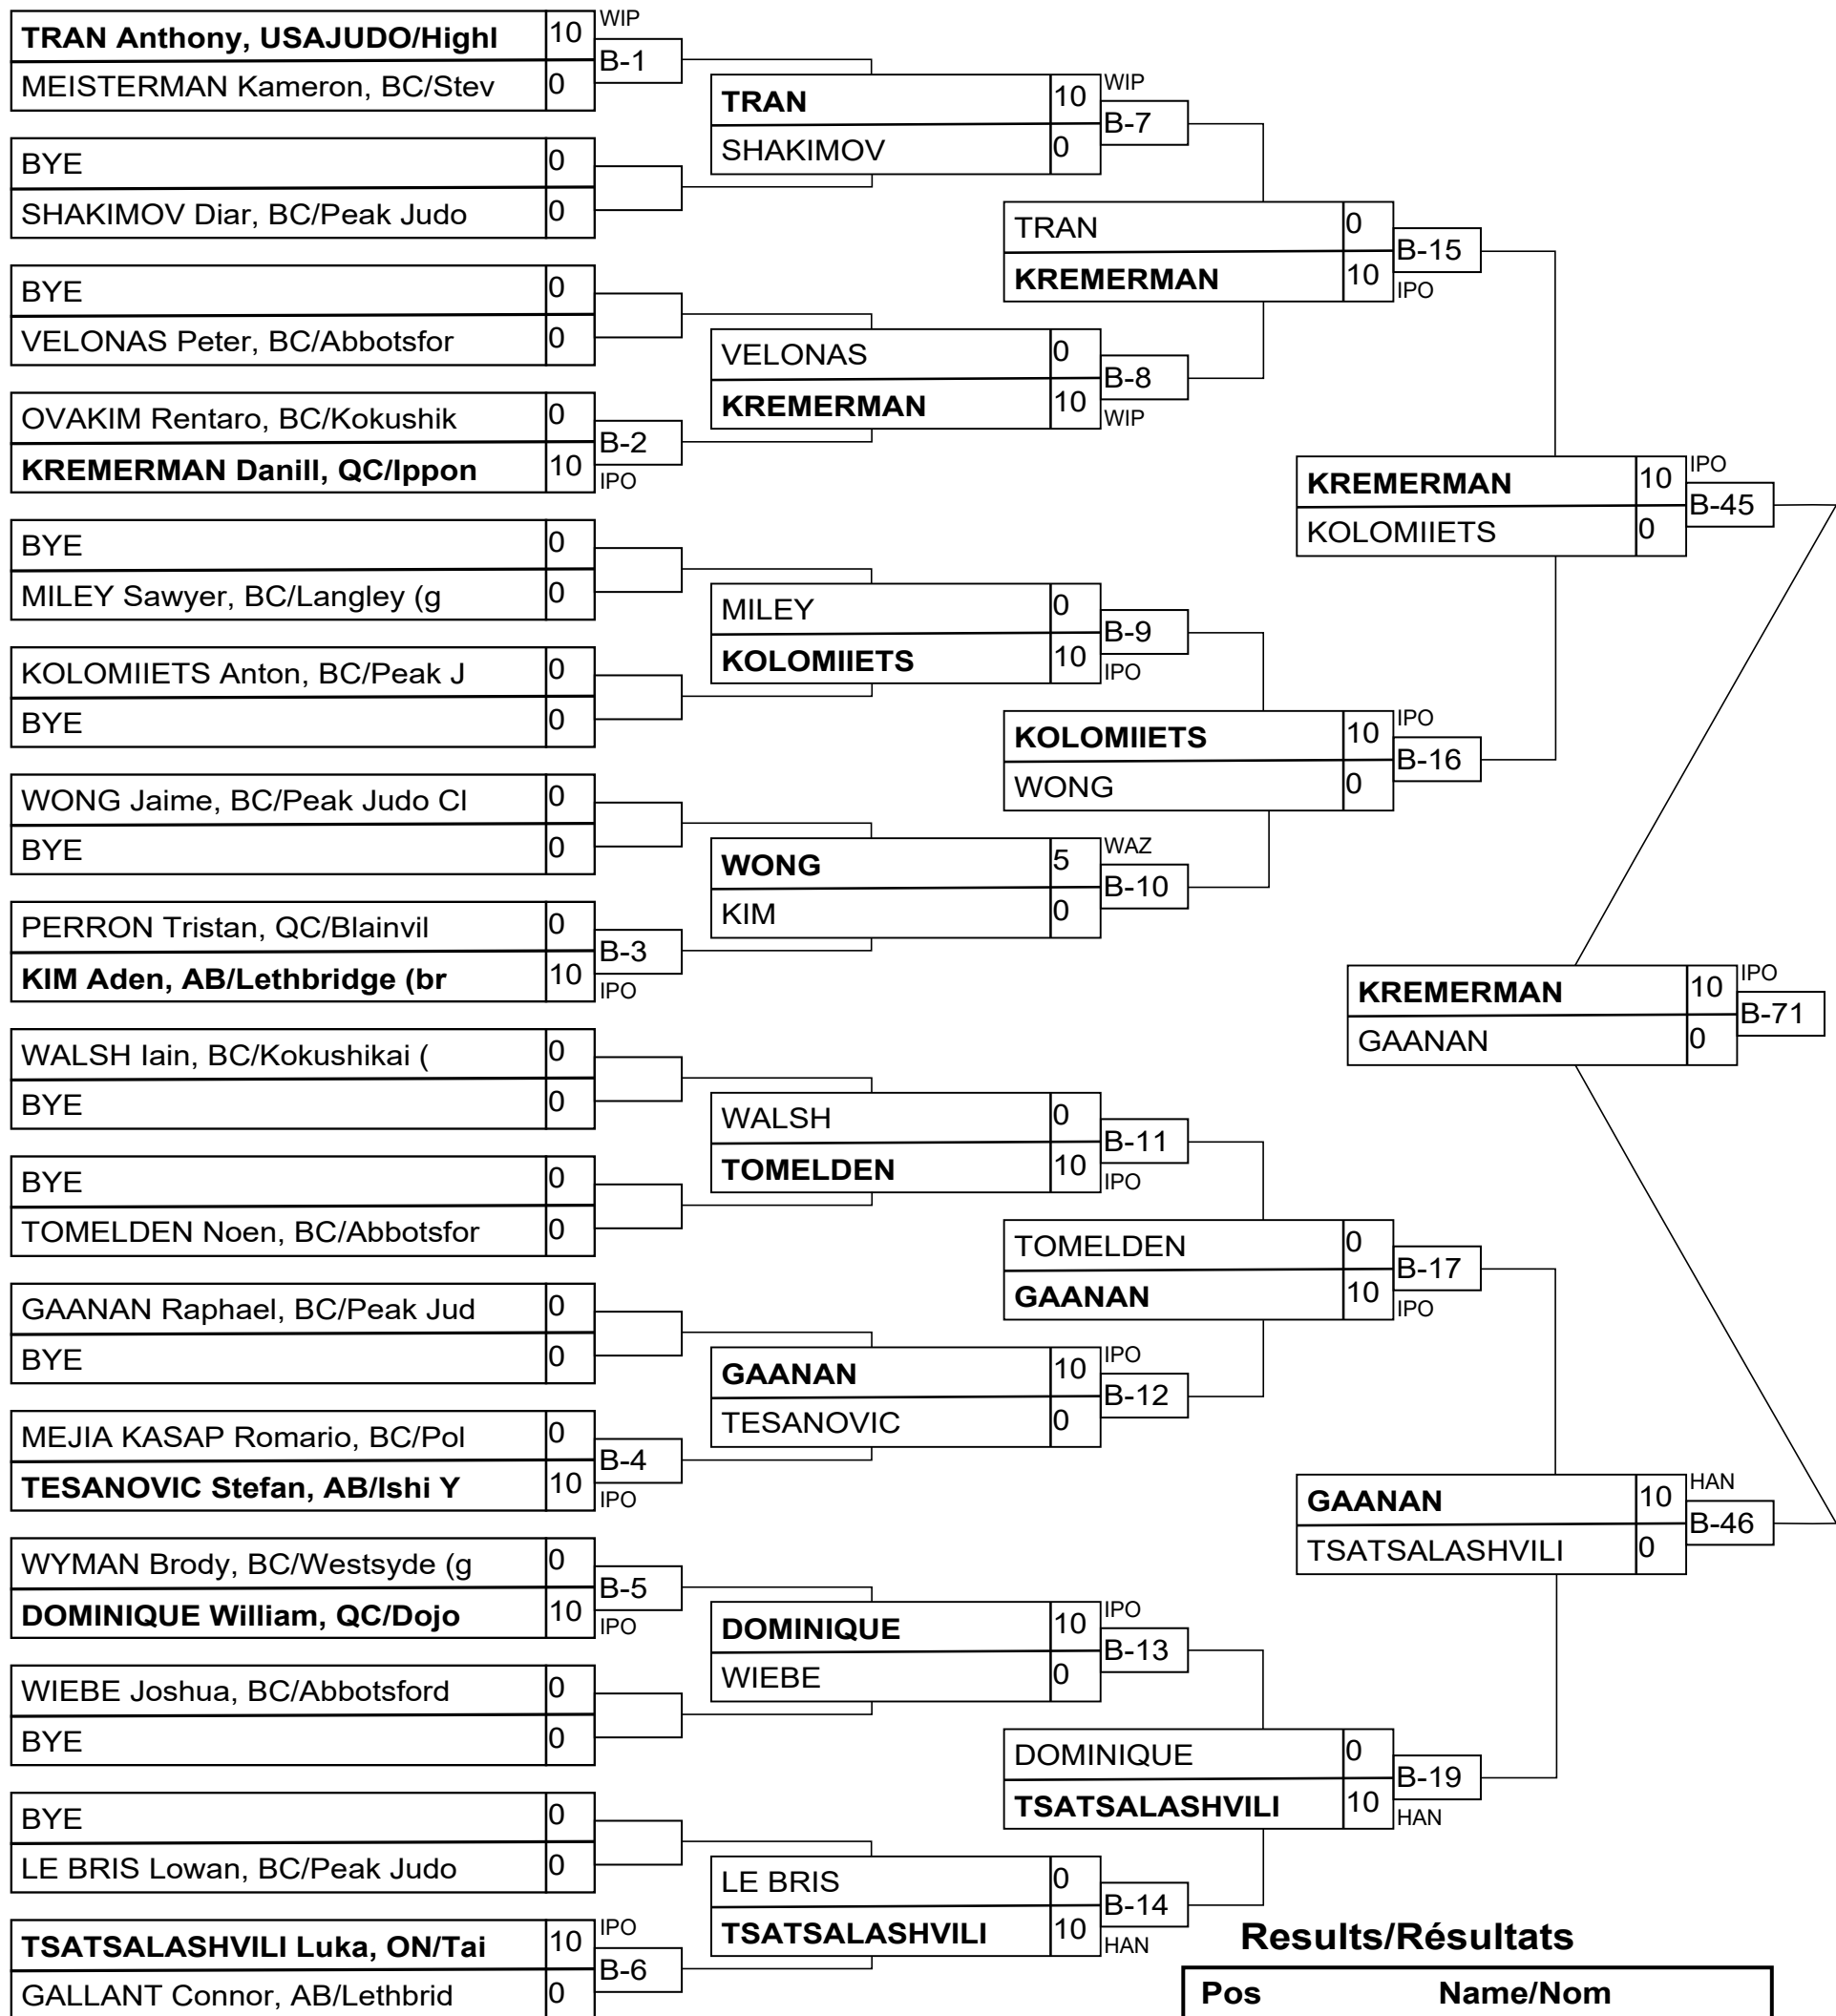 TRAN Anthony, USAJUDO/Highl 10 WIP
B-1
MEISTERMAN Kameron, BC/Stev 0
BYE 0
SHAKIMOV Diar, BC/Peak Judo 0
BYE 0
VELONAS Peter, BC/Abbotsfor 0
OVAKIM Rentaro, BC/Kokushik 0
B-2
KREMERMAN Danill, QC/Ippon 10 IPO
BYE 0
MILEY Sawyer, BC/Langley (g 0
KOLOMIIETS Anton, BC/Peak J 0
BYE 0
WONG Jaime, BC/Peak Judo Cl 0
BYE 0
PERRON Tristan, QC/Blainvil 0
B-3
KIM Aden, AB/Lethbridge (br 10 IPO
WALSH Iain, BC/Kokushikai ( 0
BYE 0
BYE 0
TOMELDEN Noen, BC/Abbotsfor 0
GAANAN Raphael, BC/Peak Jud 0
BYE 0
MEJIA KASAP Romario, BC/Pol 0
B-4
TESANOVIC Stefan, AB/Ishi Y 10 IPO
WYMAN Brody, BC/Westsyde (g 0
B-5
DOMINIQUE William, QC/Dojo 10 IPO
WIEBE Joshua, BC/Abbotsford 0
BYE 0
BYE 0
LE BRIS Lowan, BC/Peak Judo 0
TSATSALASHVILI Luka, ON/Tai 10 IPO
B-6
GALLANT Connor, AB/Lethbrid 0
TRAN 10 WIP
B-7
SHAKIMOV 0
VELONAS 0
B-8
KREMERMAN 10 WIP
MILEY 0
B-9
KOLOMIIETS 10 IPO
WONG 5 WAZ
B-10
KIM 0
WALSH 0
B-11
TOMELDEN 10 IPO
GAANAN 10 IPO
B-12
TESANOVIC 0
DOMINIQUE 10 IPO
B-13
WIEBE 0
LE BRIS 0
B-14
TSATSALASHVILI 10 HAN
TRAN 0
B-15
KREMERMAN 10 IPO
KOLOMIIETS 10 IPO
B-16
WONG 0
TOMELDEN 0
B-17
GAANAN 10 IPO
DOMINIQUE 0
B-19
TSATSALASHVILI 10 HAN
KREMERMAN 10 IPO
B-45
KOLOMIIETS 0
GAANAN 10 HAN
B-46
TSATSALASHVILI 0
KREMERMAN 10 IPO
B-71
GAANAN 0
Results/Résultats
Pos Name/Nom